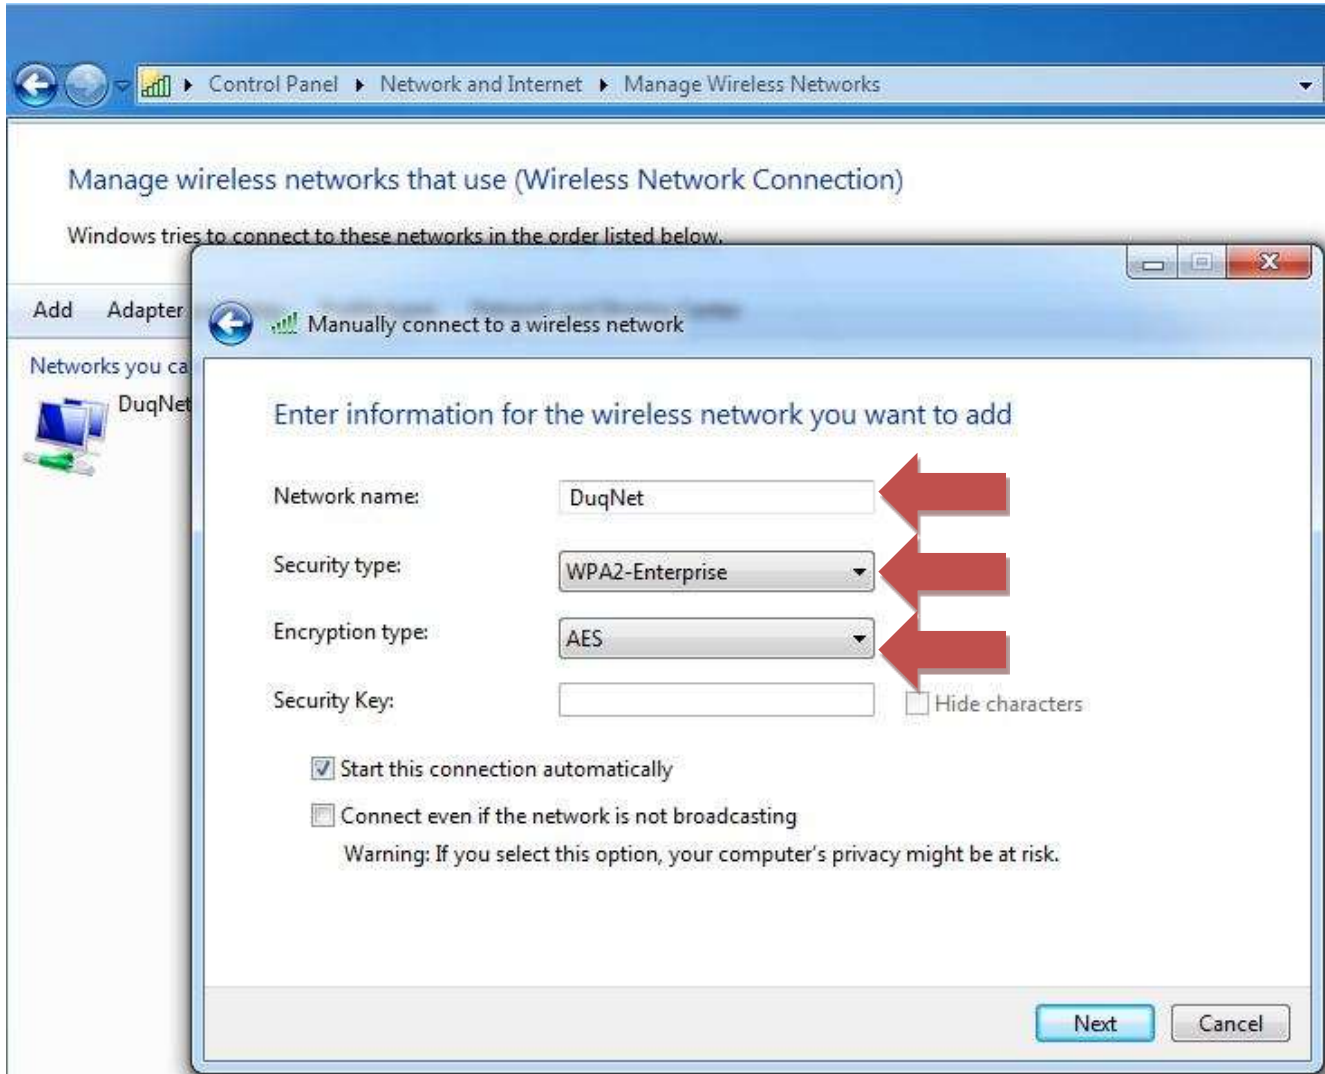 Control Panel Network and Internet Manage Wireless Networks
Manage wireless networks that use (Wireless Network Connection)
Windows tries to connect to these networks in the order listed below.
Add Adapter
Manually connect to a wireless network
Networks you ca
DuqNet
Enter information for the wireless network you want to add
Network name: DuqNet
Security type: WPA2-Enterprise
Encryption type: AES
Security Key: Hide characters
Start this connection automatically
Connect even if the network is not broadcasting
Warning: If you select this option, your computer's privacy might be at risk.
Next Cancel